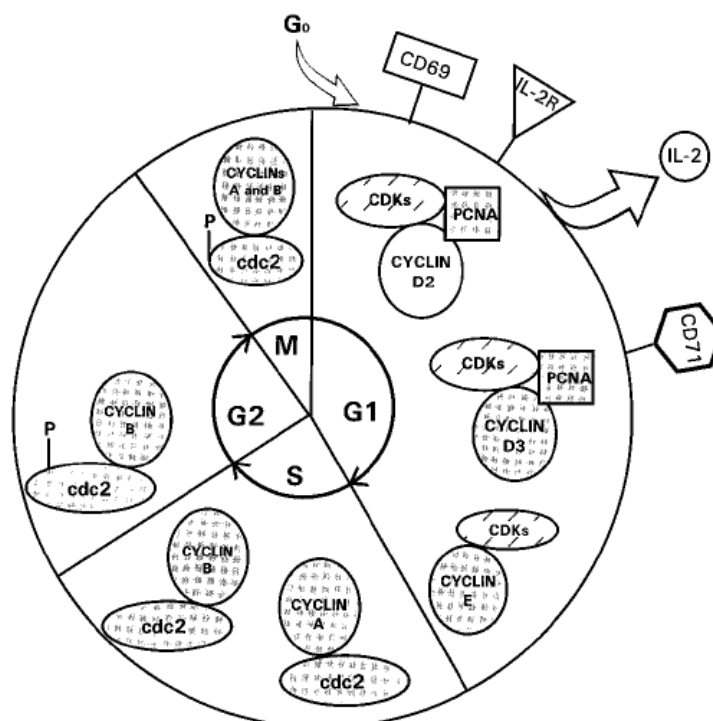 G0
CD69
IL-2R
IL-2
CD71
CYCLINs
A and B
P
cdc2
CDKs
PCNA
CYCLIN
D2
CDKs
PCNA
CYCLIN
D3
CDKs
CYCLIN
E
M
G2
G1
S
CYCLIN
B
P
cdc2
CYCLIN
B
cdc2
CYCLIN
A
cdc2